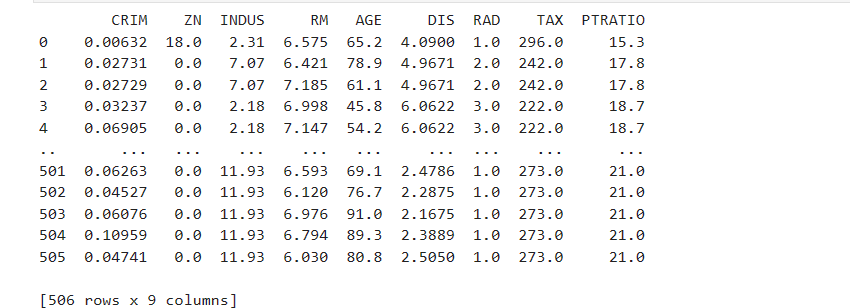 CRIM ZN INDUS RM AGE DIS RAD TAX PTRATIO
0 0.00632 18.0 2.31 6.575 65.2 4.0900 1.0 296.0 15.3
1 0.02731 0.0 7.07 6.421 78.9 4.9671 2.0 242.0 17.8
2 0.02729 0.0 7.07 7.185 61.1 4.9671 2.0 242.0 17.8
3 0.03237 0.0 2.18 6.998 45.8 6.0622 3.0 222.0 18.7
4 0.06905 0.0 2.18 7.147 54.2 6.0622 3.0 222.0 18.7
.. ... ... ... ... ... ... ... ... ...
501 0.06263 0.0 11.93 6.593 69.1 2.4786 1.0 273.0 21.0
502 0.04527 0.0 11.93 6.120 76.7 2.2875 1.0 273.0 21.0
503 0.06076 0.0 11.93 6.976 91.0 2.1675 1.0 273.0 21.0
504 0.10959 0.0 11.93 6.794 89.3 2.3889 1.0 273.0 21.0
505 0.04741 0.0 11.93 6.030 80.8 2.5050 1.0 273.0 21.0
[506 rows x 9 columns]